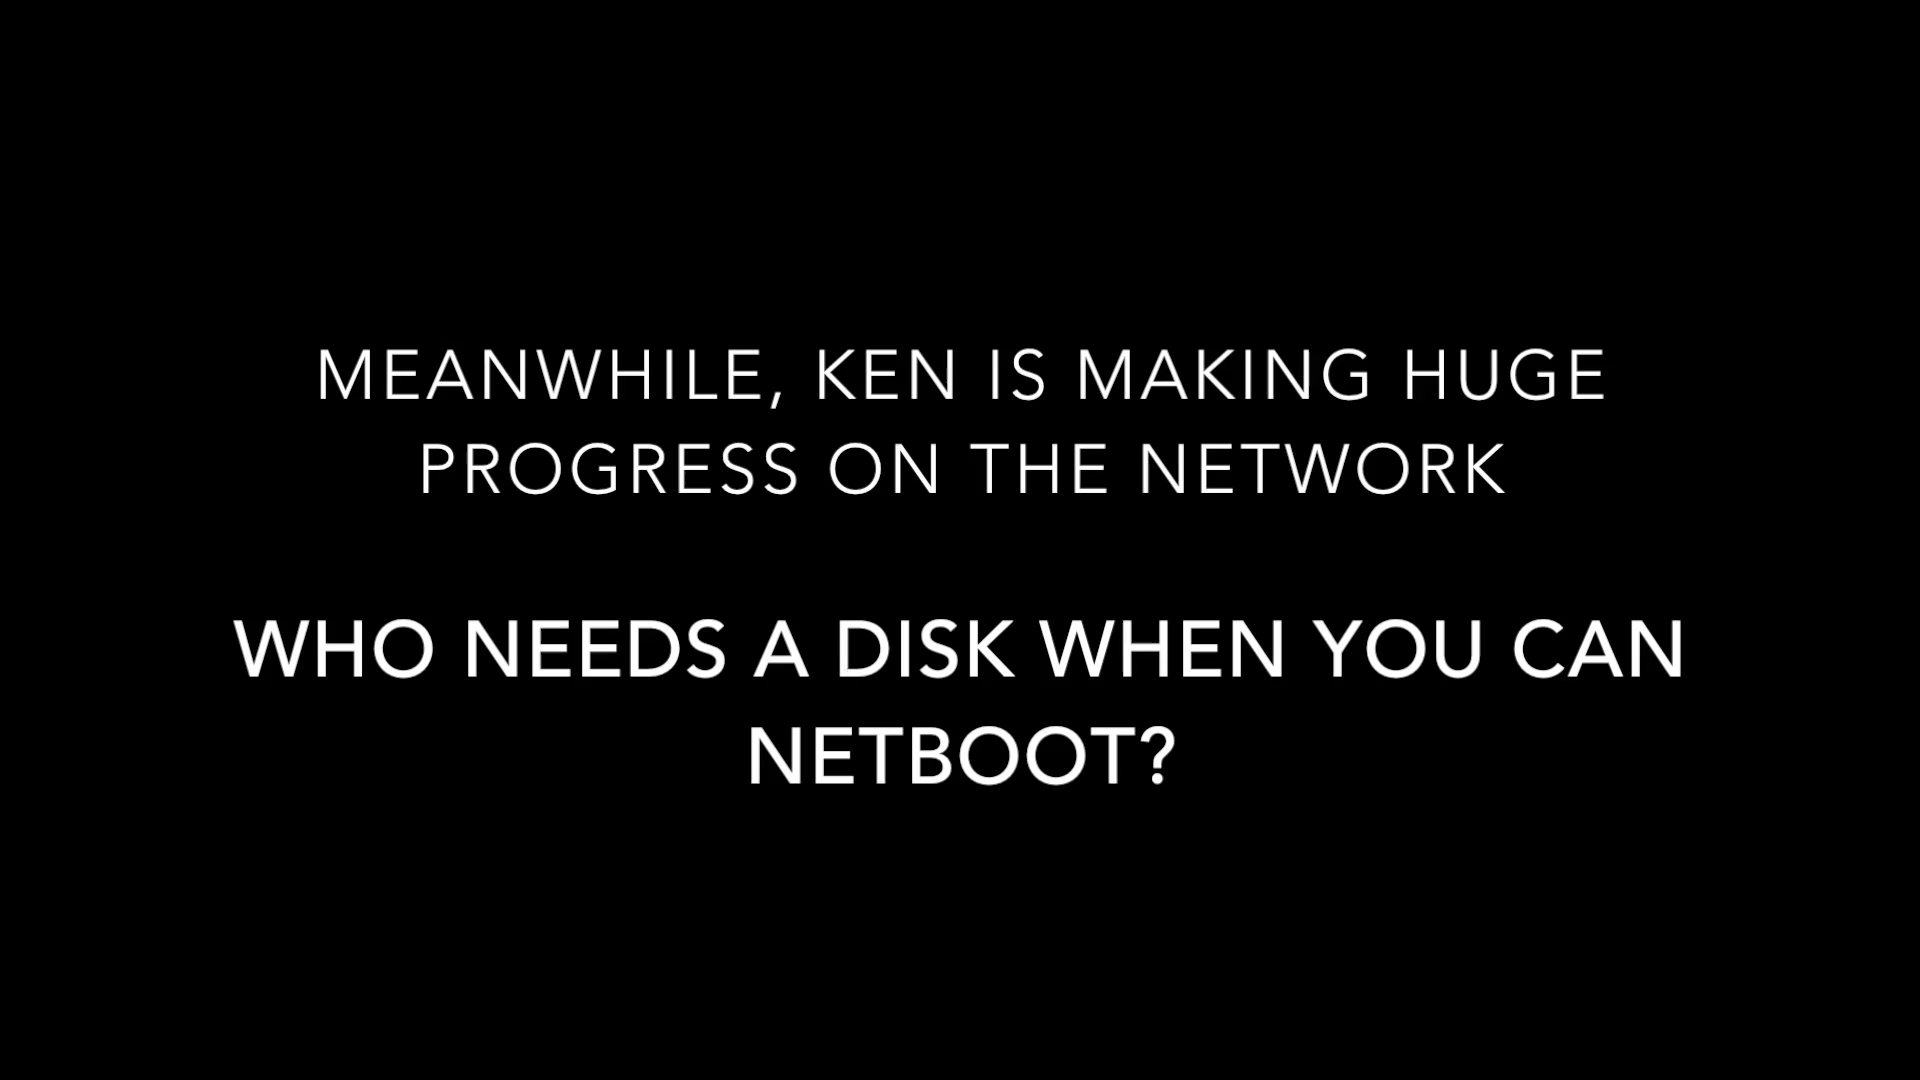 MEANWHILE, KEN IS MAKING HUGE
PROGRESS ON THE NETWORK
WHO NEEDS A DISK WHEN YOU CAN
NETBOOT?